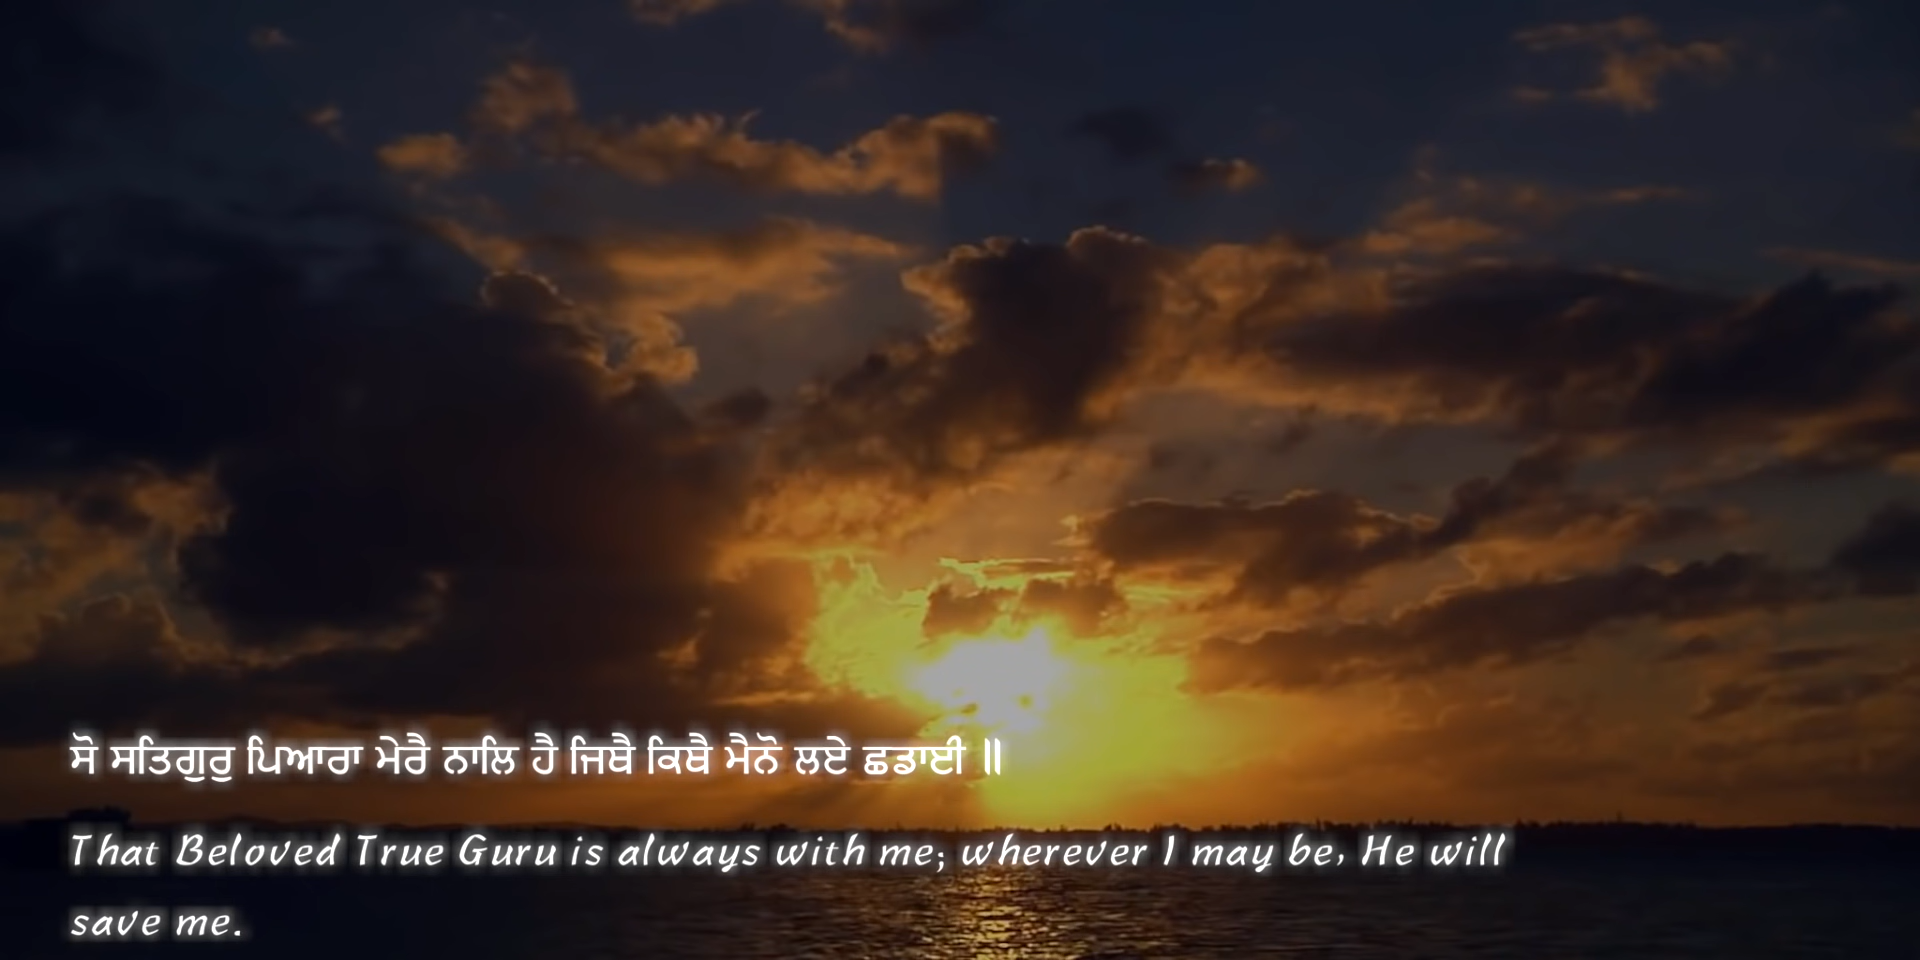 ਸੋ ਸਤਿਗੁਰੁ ਪਿਆਰਾ ਮੇਰੈ ਨਾਲਿ ਹੈ ਜਿਥੈ ਕਿਥੈ ਮੈਨੋ ਲਏ ਛਡਾਈ ॥
That Beloved True Guru is always with me; wherever I may be, He will
save me.